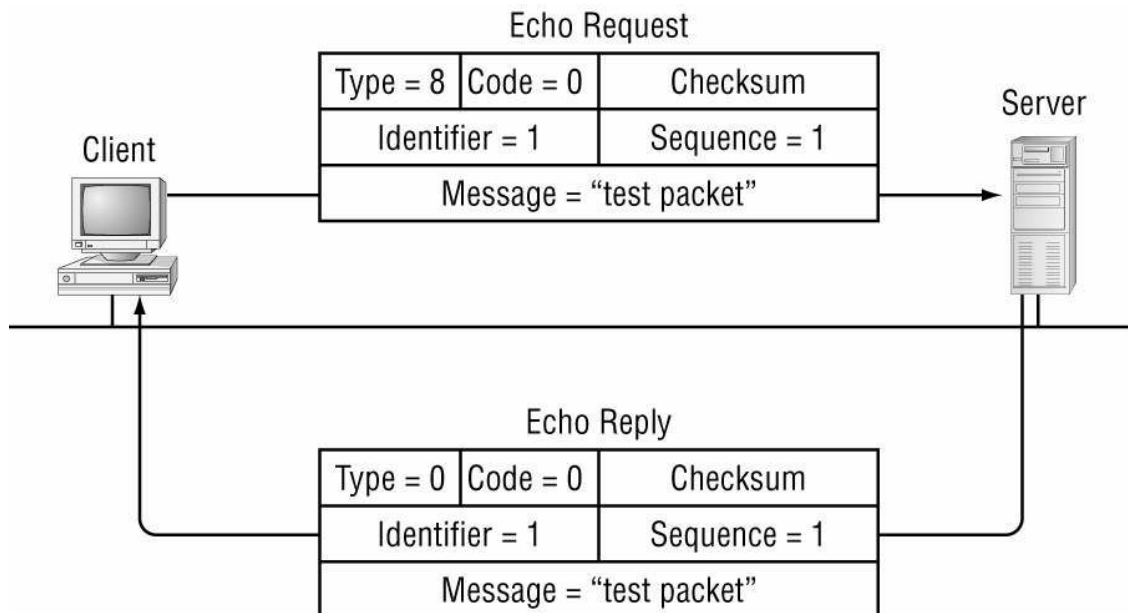 Echo Request
Type = 8 Code = 0 Checksum
Identifier = 1 Sequence = 1
Message = “test packet”
Client
Server
Echo Reply
Type = 0 Code = 0 Checksum
Identifier = 1 Sequence = 1
Message = “test packet”